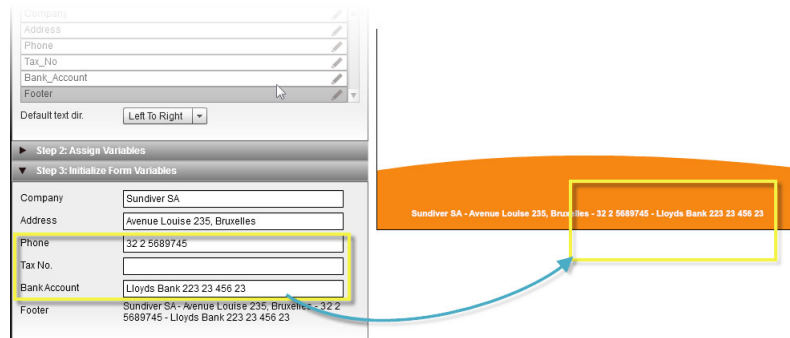 Company
Address
Phone
Tax_No
Bank_Account
Footer
Default text dir. Left To Right
Step 2: Assign Variables
Step 3: Initialize Form Variables
Company Sundiver SA
Address Avenue Louise 235, Bruxelles
Phone 32 2 5689745
Tax No.
Bank Account Lloyds Bank 223 23 456 23
Footer Sundiver SA - Avenue Louise 235, Bruxelles - 32 2
5689745 - Lloyds Bank 223 23 456 23
Sundiver SA - Avenue Louise 235, Bruxelles - 32 2 5689745 - Lloyds Bank 223 23 456 23